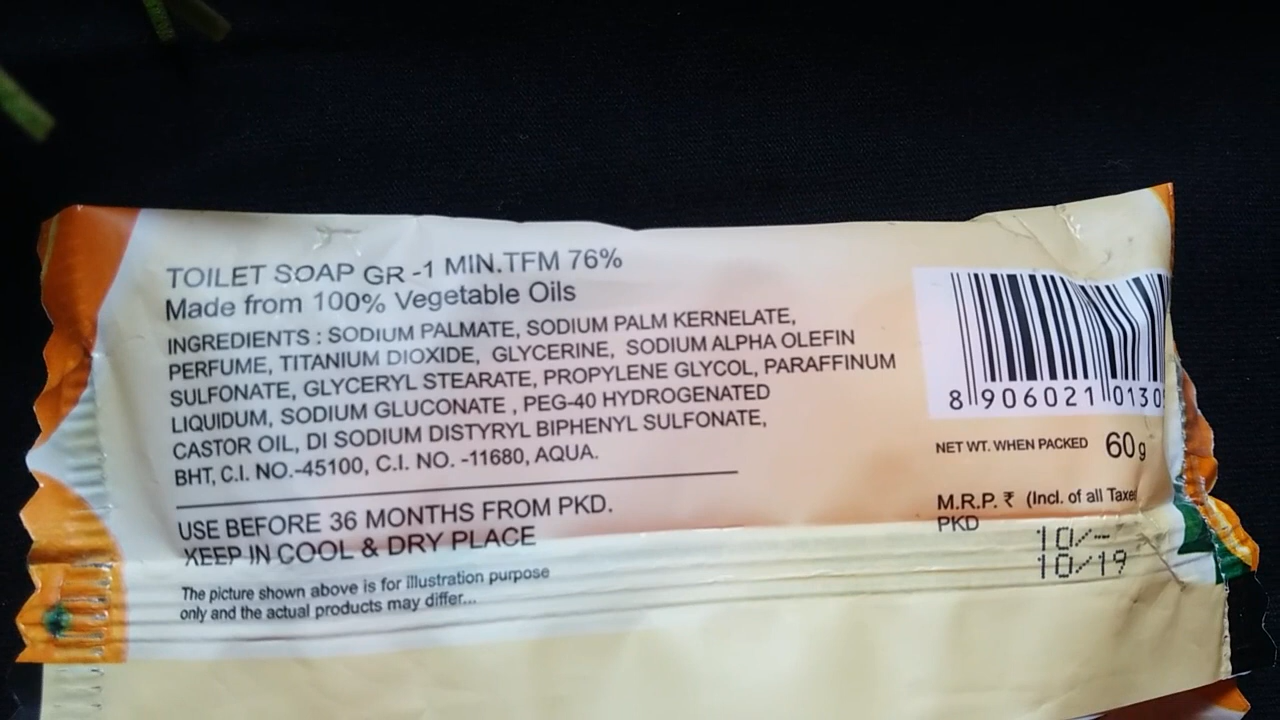 TOILET SOAP GR -1 MIN.TFM 76%
Made from 100% Vegetable Oils
INGREDIENTS : SODIUM PALMATE, SODIUM PALM KERNELATE,
PERFUME, TITANIUM DIOXIDE, GLYCERINE, SODIUM ALPHA OLEFIN
SULFONATE, GLYCERYL STEARATE, PROPYLENE GLYCOL, PARAFFINUM
LIQUIDUM, SODIUM GLUCONATE , PEG-40 HYDROGENATED
CASTOR OIL, DI SODIUM DISTYRYL BIPHENYL SULFONATE,
BHT, C.I. NO.-45100, C.I. NO. -11680, AQUA.
USE BEFORE 36 MONTHS FROM PKD.
KEEP IN COOL & DRY PLACE
The picture shown above is for illustration purpose
only and the actual products may differ...
8 906021 0130
NET WT. WHEN PACKED 60g
M.R.P. ₹ (Incl. of all Taxe
PKD
10/--
10/19